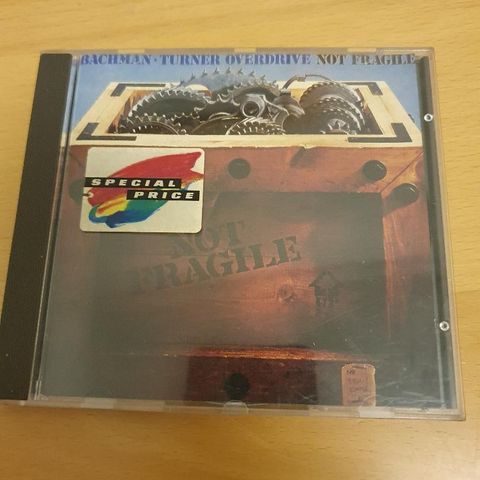 BACHMAN · TURNER OVERDRIVE NOT FRAGILE
SPECIAL
PRICE
NOT
FRAGILE